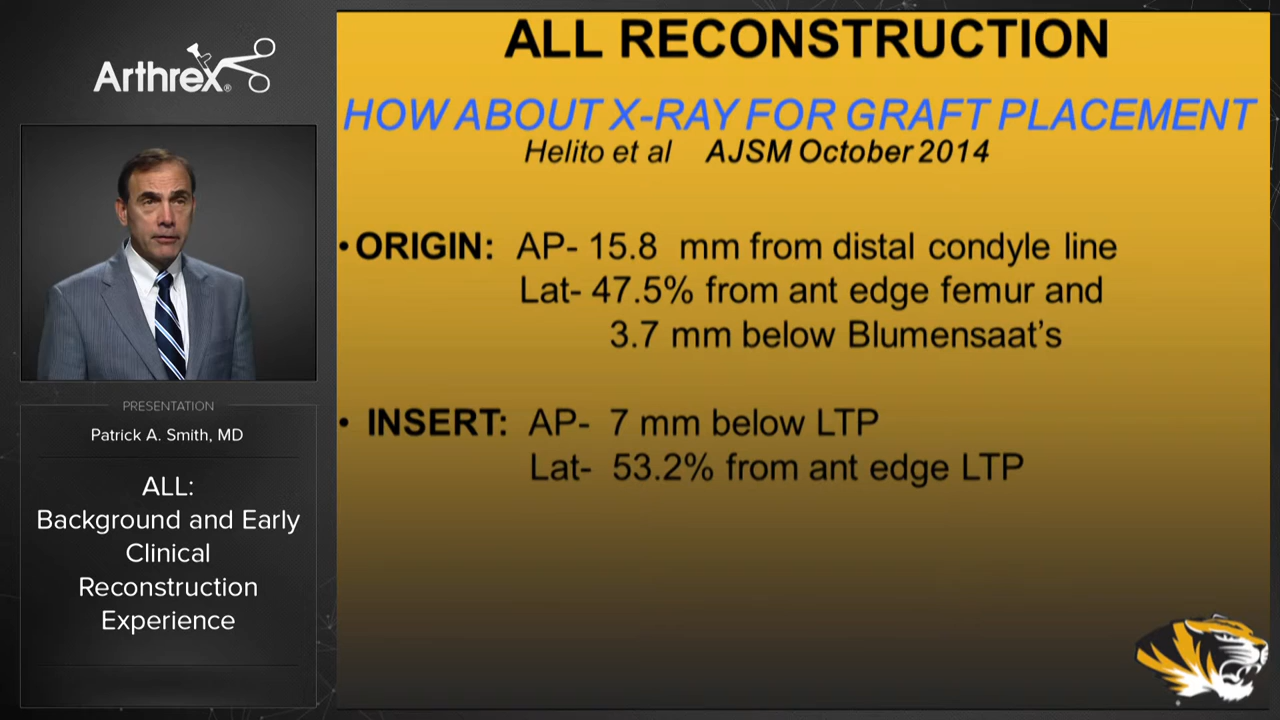 Arthrex®
PRESENTATION
Patrick A. Smith, MD
ALL:
Background and Early
Clinical
Reconstruction
Experience
ALL RECONSTRUCTION
HOW ABOUT X-RAY FOR GRAFT PLACEMENT
Helito et al AJSM October 2014
• ORIGIN: AP- 15.8 mm from distal condyle line
Lat- 47.5% from ant edge femur and
3.7 mm below Blumensaat's
• INSERT: AP- 7 mm below LTP
Lat- 53.2% from ant edge LTP